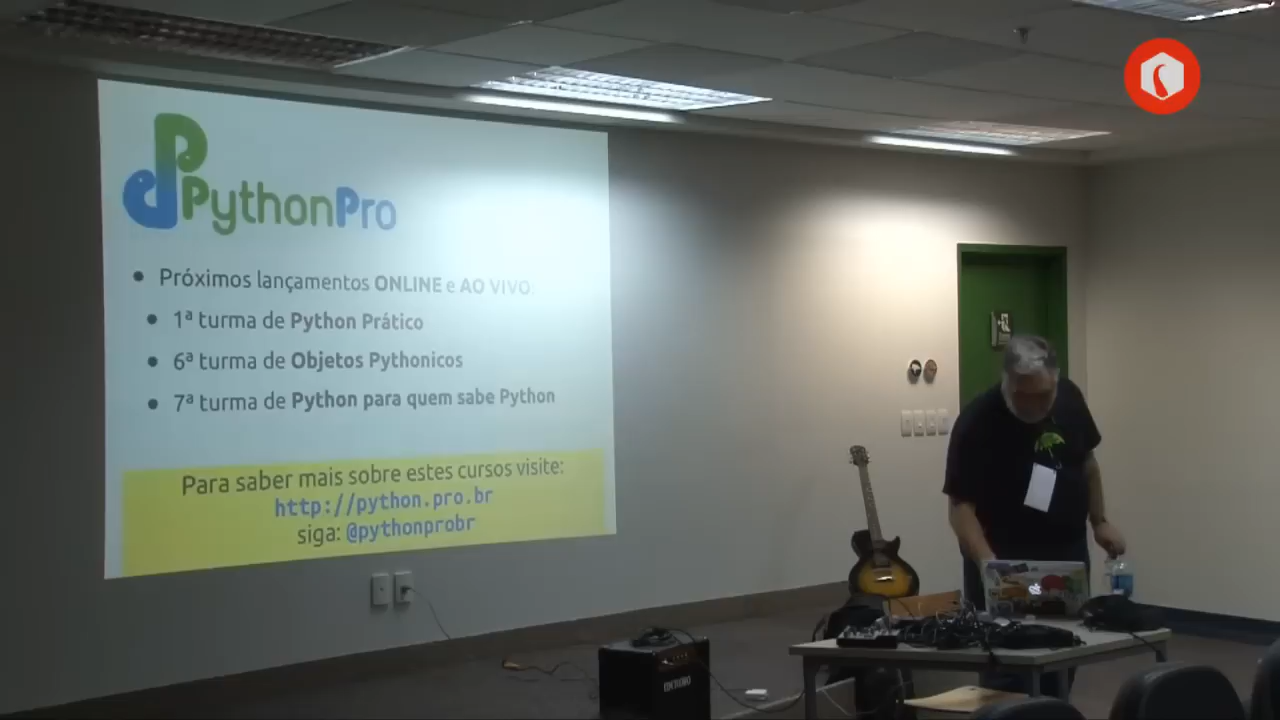 PythonPro
Próximos lançamentos ONLINE e AO VIVO
1ª turma de Python Prático
6ª turma de Objetos Pythonicos
7ª turma de Python para quem sabe Python
Para saber mais sobre estes cursos visite:
http://python.pro.br
siga: @pythonprobr